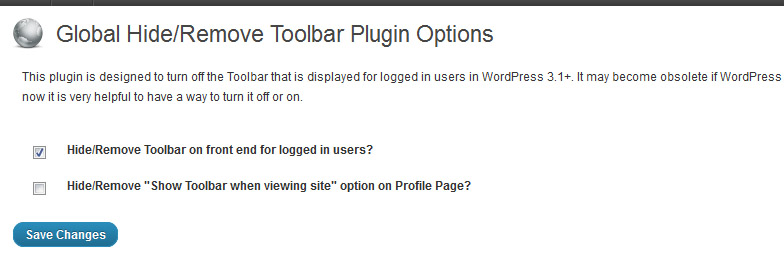 Global Hide/Remove Toolbar Plugin Options
This plugin is designed to turn off the Toolbar that is displayed for logged in users in WordPress 3.1+. It may become obsolete if WordPress
now it is very helpful to have a way to turn it off or on.
Hide/Remove Toolbar on front end for logged in users?
Hide/Remove "Show Toolbar when viewing site" option on Profile Page?
Save Changes